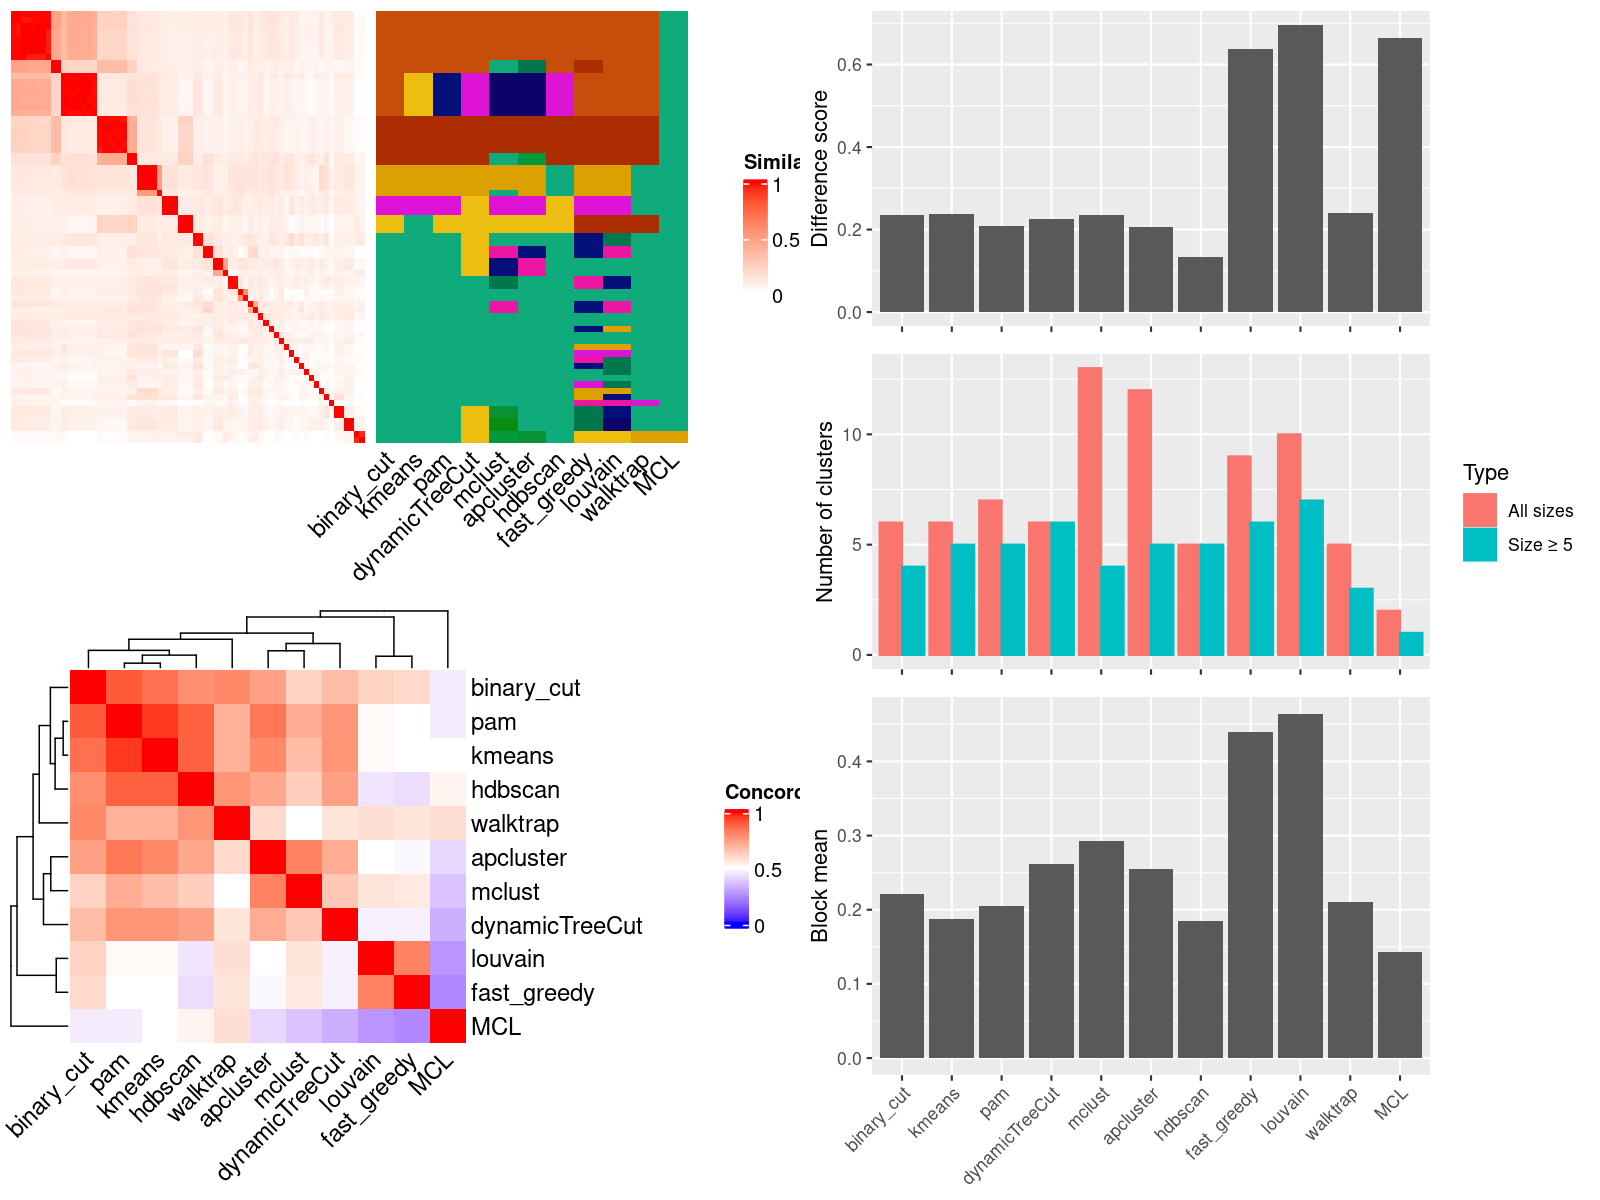 Simila
1
0.5
0
binary_cut
kmeans
pam
dynamicTreeCut
mclust
apcluster
hdbscan
fast_greedy
louvain
walktrap
MCL
Difference score
0.6
0.4
0.2
0.0
Number of clusters
10
5
0
Type
All sizes
Size ≥ 5
binary_cut
pam
kmeans
hdbscan
walktrap
apcluster
mclust
dynamicTreeCut
louvain
fast_greedy
MCL
binary_cut
pam
kmeans
hdbscan
walktrap
apcluster
mclust
dynamicTreeCut
louvain
fast_greedy
MCL
Concord
1
0.5
0
Block mean
0.4
0.3
0.2
0.1
0.0
binary_cut
kmeans
pam
dynamicTreeCut
mclust
apcluster
hdbscan
fast_greedy
louvain
walktrap
MCL